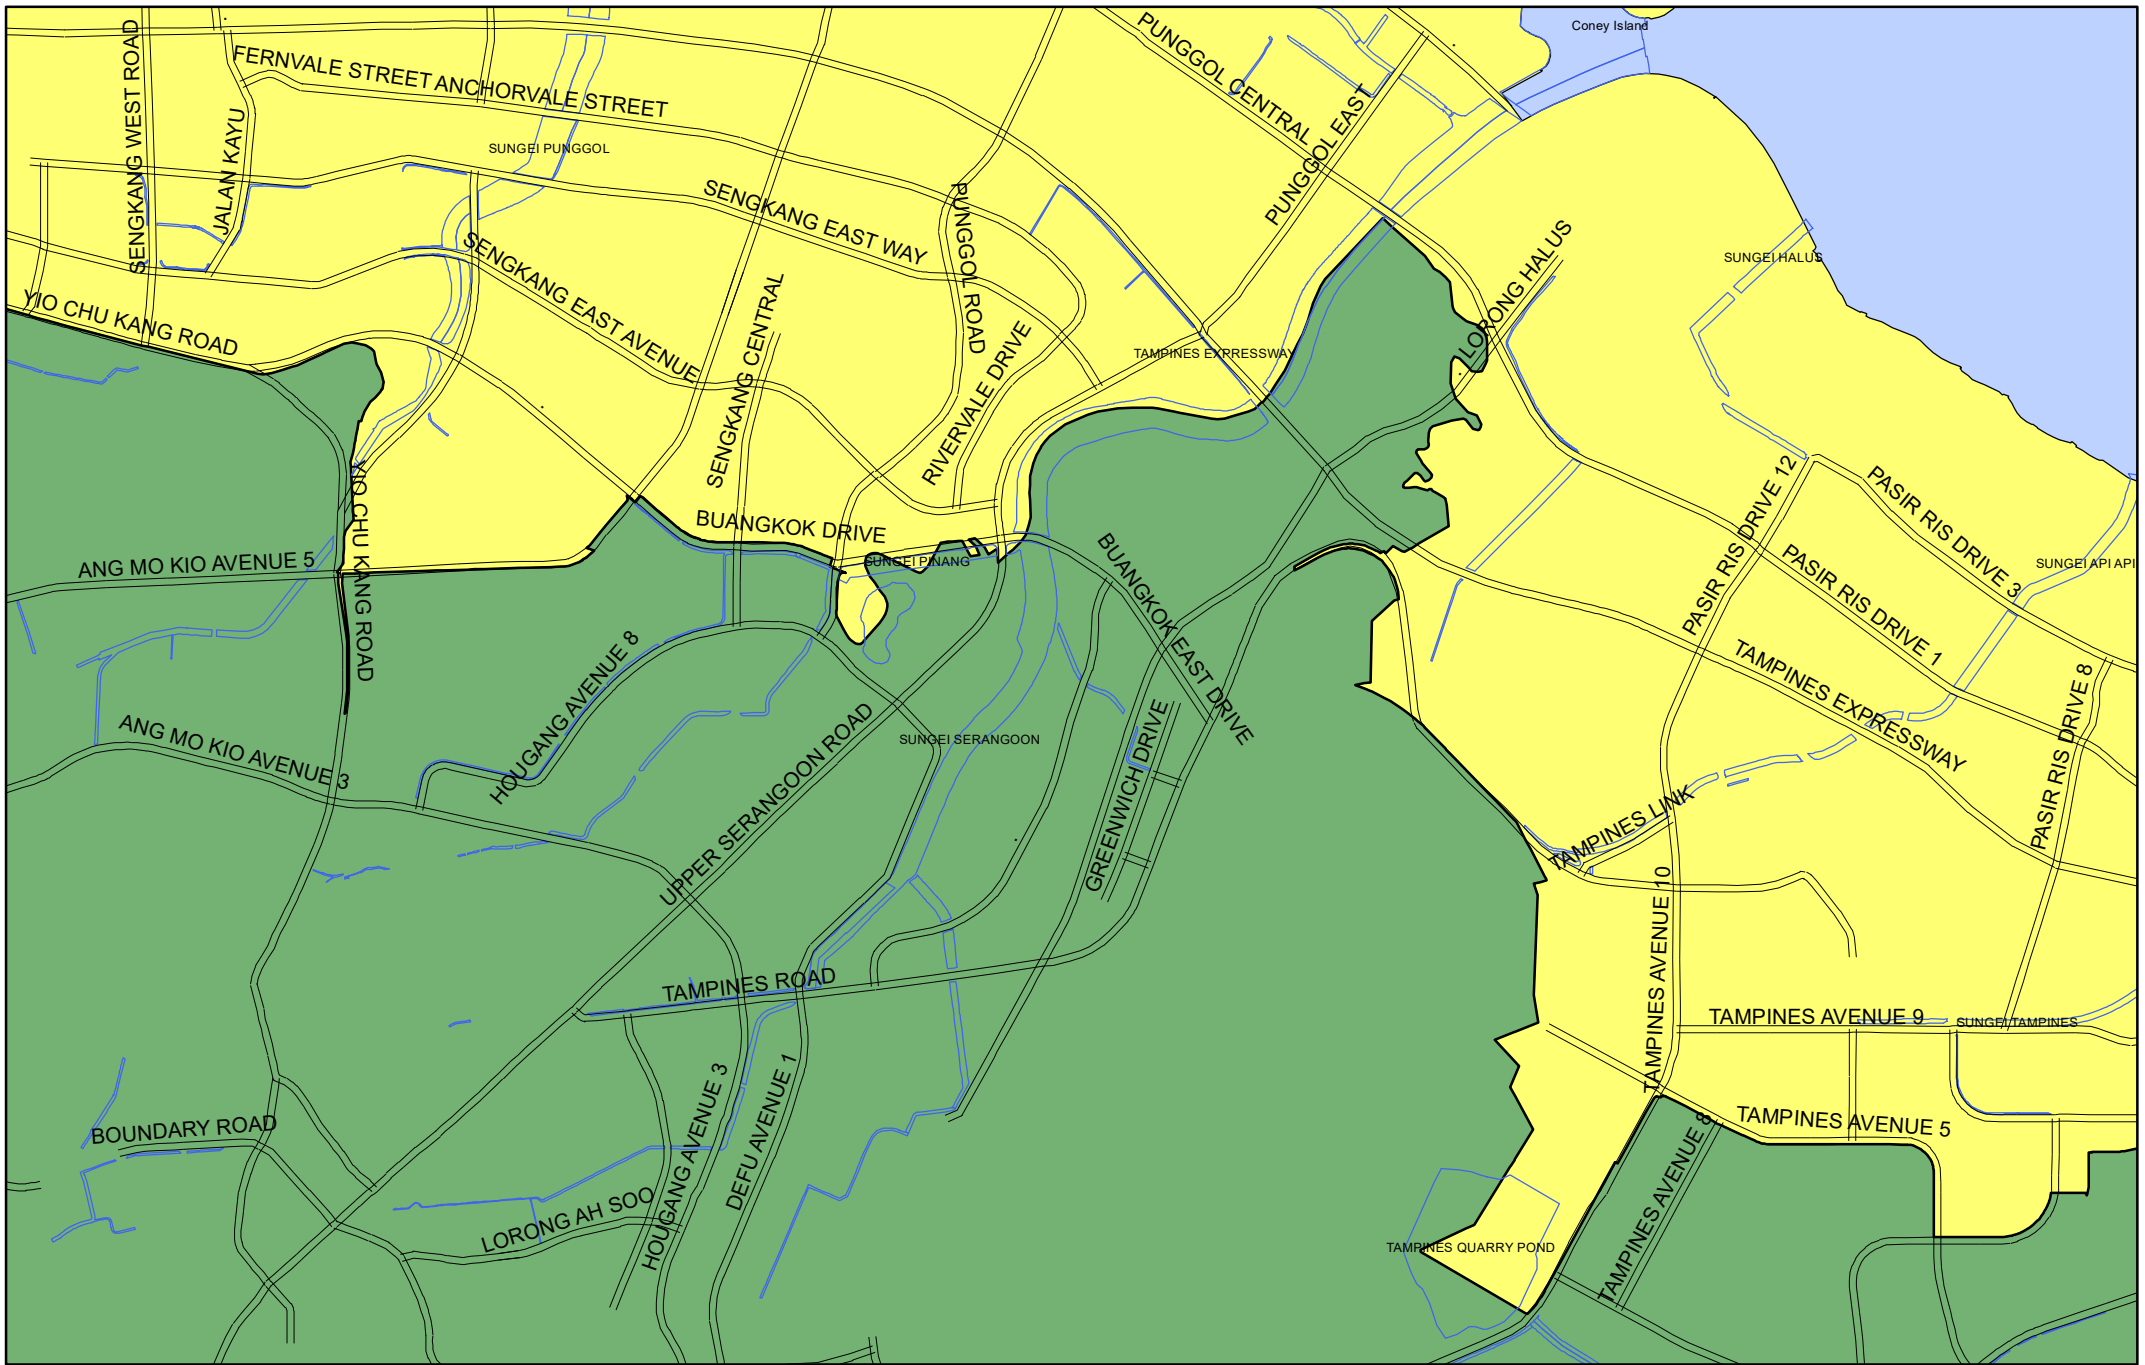 Coney Island
PUNGGOL CENTRAL
SENGKANG WEST ROAD
FERNVALE STREET
ANCHORVALE STREET
JALAN KAYU
SUNGEI PUNGGOL
PUNGGOL EAST
SENGKANG EAST WAY
PUNGGOL ROAD
LORONG HALUS
SUNGEI HALUS
SENGKANG EAST AVENUE
YIO CHU KANG ROAD
SENGKANG CENTRAL
RIVERVALE DRIVE
TAMPINES EXPRESSWAY
PASIR RIS DRIVE 12
PASIR RIS DRIVE 3
YIO CHU KANG ROAD
BUANGKOK DRIVE
ANG MO KIO AVENUE 5
SUNGEI PINANG
BUANGKOK EAST DRIVE
PASIR RIS DRIVE 1
SUNGEI API API
HOUGANG AVENUE 8
TAMPINES EXPRESSWAY
PASIR RIS DRIVE 8
ANG MO KIO AVENUE 3
UPPER SERANGOON ROAD
SUNGEI SERANGOON
GREENWICH DRIVE
TAMPINES LINK
TAMPINES AVENUE 10
TAMPINES ROAD
TAMPINES AVENUE 9
SUNGEI TAMPINES
BOUNDARY ROAD
HOUGANG AVENUE 3
DEFU AVENUE 1
TAMPINES AVENUE 5
TAMPINES AVENUE 8
LORONG AH SOO
TAMPINES QUARRY POND